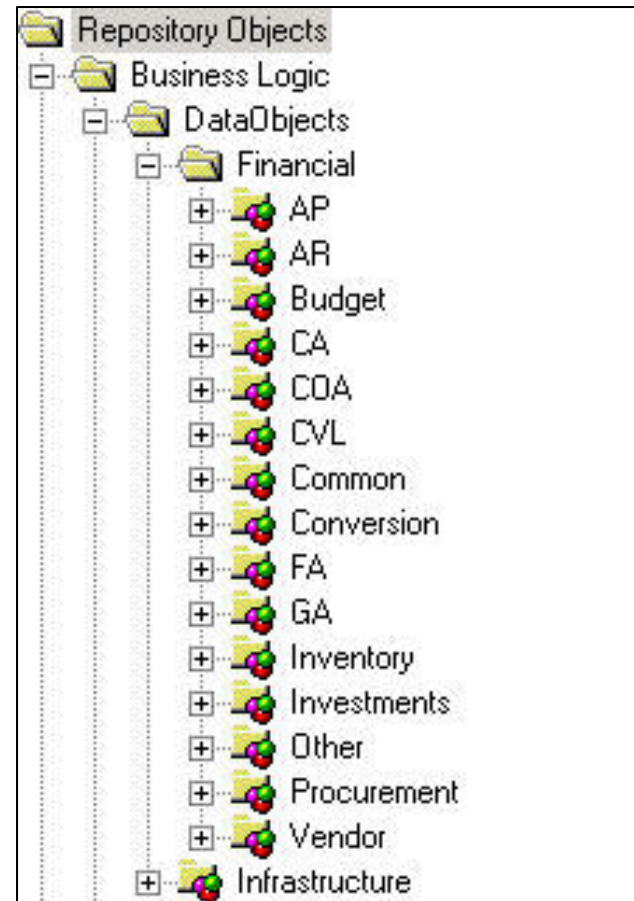 Repository Objects
Business Logic
DataObjects
Financial
AP
AR
Budget
CA
COA
CVL
Common
Conversion
FA
GA
Inventory
Investments
Other
Procurement
Vendor
Infrastructure